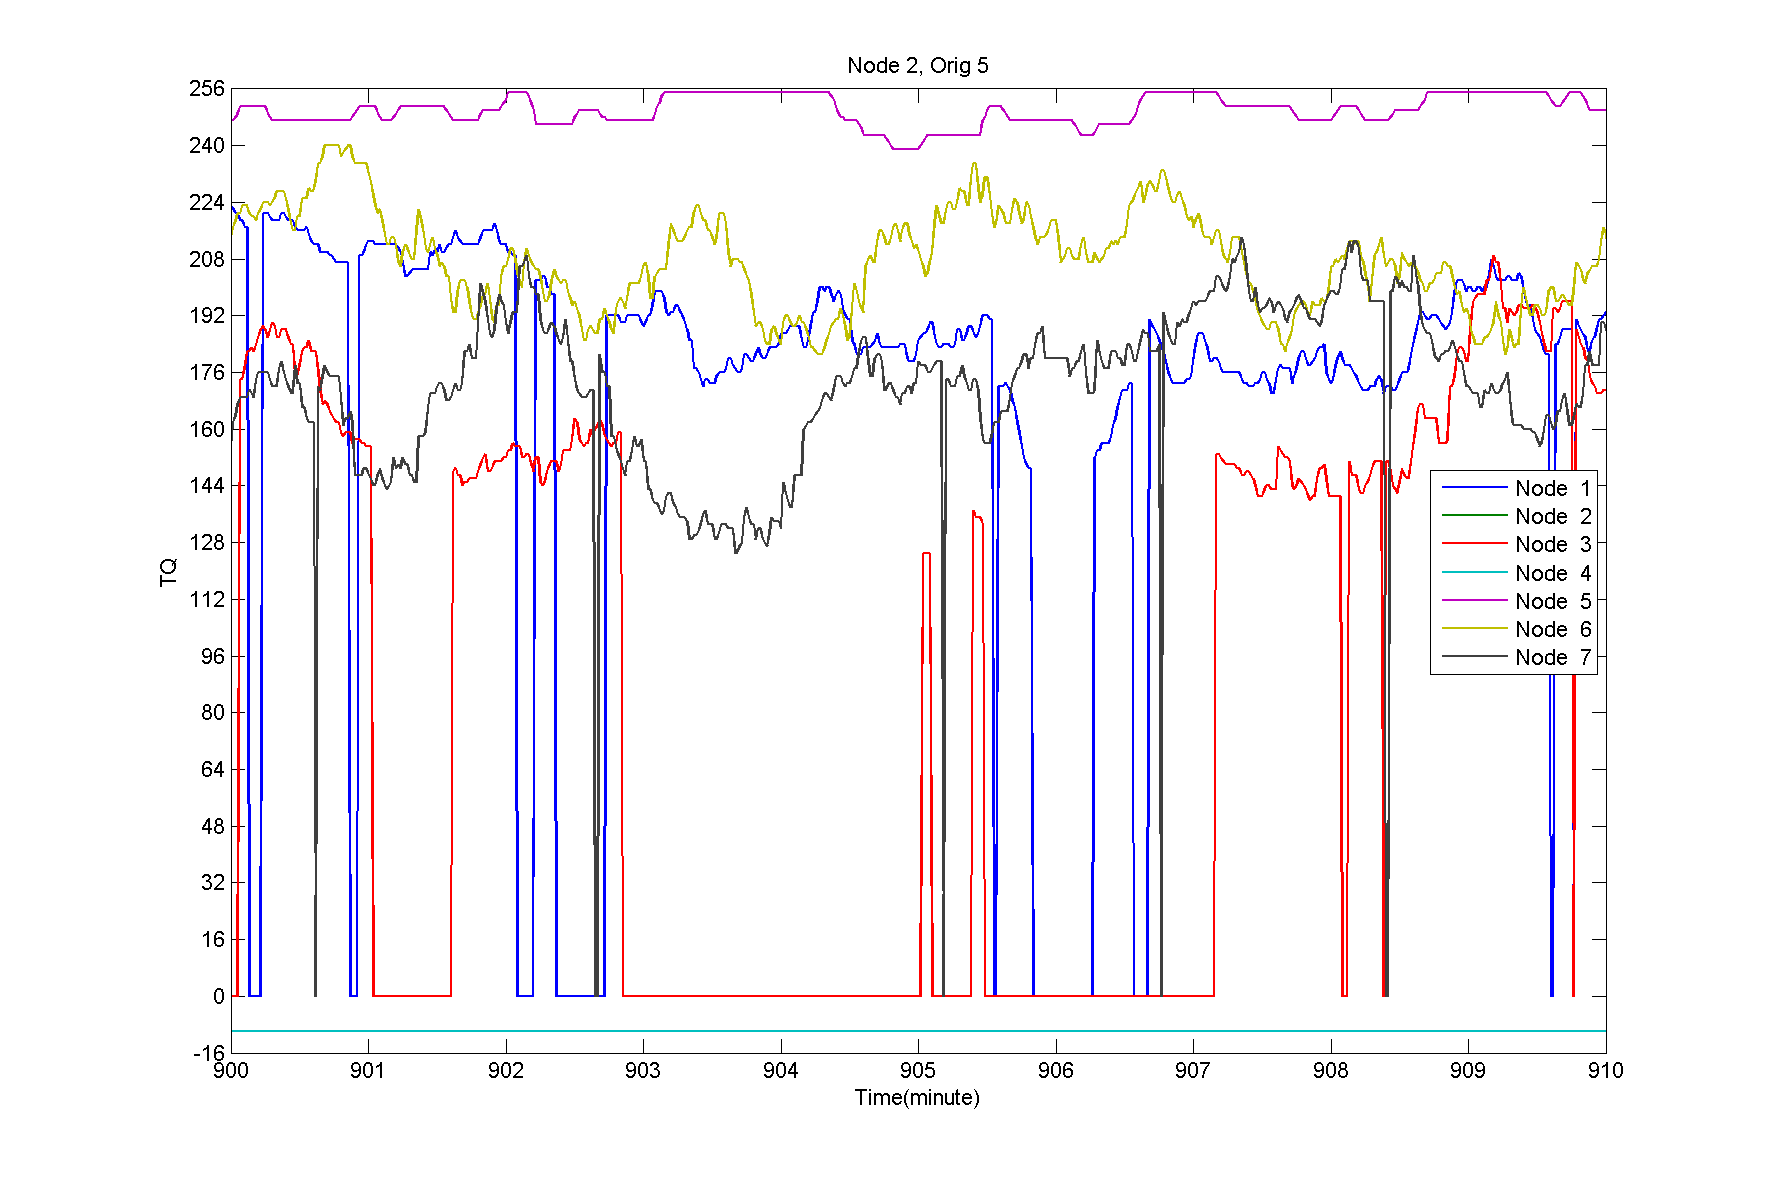 Node 2, Orig 5
256
240
224
208
192
176
160
144
128
112
96
80
64
48
32
16
0
-16
TQ
Node 1
Node 2
Node 3
Node 4
Node 5
Node 6
Node 7
900 901 902 903 904 905 906 907 908 909 910
Time(minute)